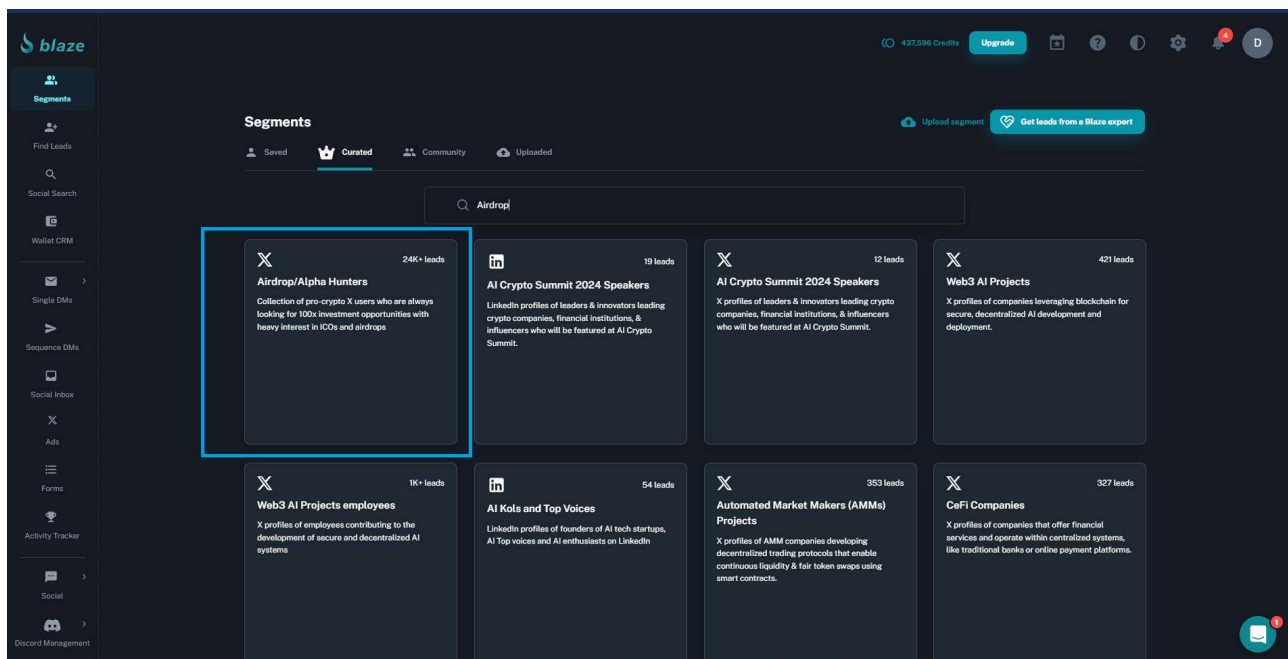 blaze
437.596 Credits
Upgrade
4
D
Segments
Find Leads
Social Search
Wallet CRM
Single DMs
Sequence DMs
Social Inbox
Ads
Forms
Activity Tracker
Social
Discord Management
Segments
Upload segment
Get leads from a Blaze expert
Saved
Curated
Community
Uploaded
Airdrop
24K+ leads
Airdrop/Alpha Hunters
Collection of pro-crypto X users who are always
looking for 100x investment opportunities with
heavy interest in ICOs and airdrops
in
19 leads
AI Crypto Summit 2024 Speakers
LinkedIn profiles of leaders & innovators leading
crypto companies, financial institutions, &
influencers who will be featured at AI Crypto
Summit.
12 leads
AI Crypto Summit 2024 Speakers
X profiles of leaders & innovators leading crypto
companies, financial institutions, & influencers
who will be featured at AI Crypto Summit.
421 leads
Web3 AI Projects
X profiles of companies leveraging blockchain for
secure, decentralized AI development and
deployment.
1K+ leads
Web3 AI Projects employees
X profiles of employees contributing to the
development of secure and decentralized AI
systems
in
54 leads
AI Kols and Top Voices
LinkedIn profiles of founders of AI tech startups,
AI Top voices and AI enthusiasts on LinkedIn
353 leads
Automated Market Makers (AMMs)
Projects
X profiles of AMM companies developing
decentralized trading protocols that enable
continuous liquidity & fair token swaps using
smart contracts.
327 leads
CeFi Companies
X profiles of companies that offer financial
services and operate within centralized systems,
like traditional banks or online payment platforms.
1